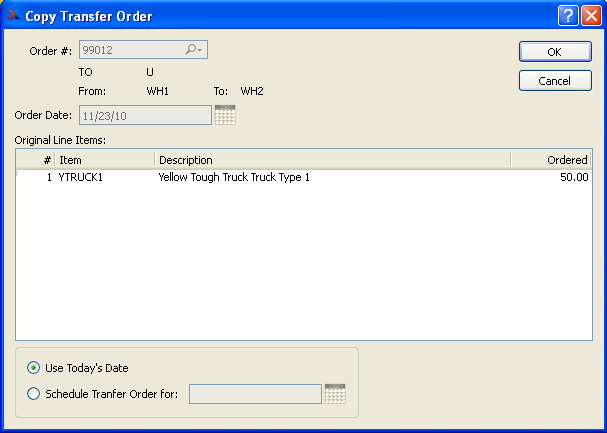 Copy Transfer Order
Order #: 99012
OK
TO U
Cancel
From: WH1 To: WH2
Order Date: 11/23/10
Original Line Items:
# Item Description Ordered
1 YTRUCK1 Yellow Tough Truck Truck Type 1 50.00
Use Today's Date
Schedule Tranfer Order for: